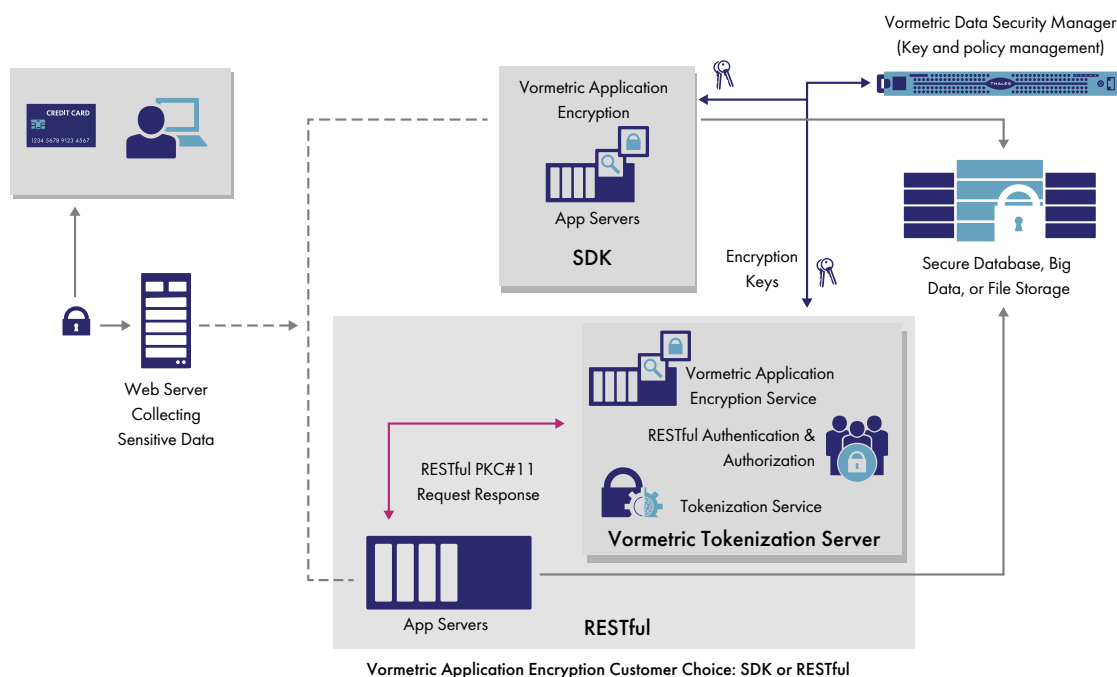 Vormetric Data Security Manager
(Key and policy management)
THALES
CREDIT CARD
1234 5678 9123 4567
Vormetric Application
Encryption
App Servers
SDK
Encryption
Keys
Secure Database, Big
Data, or File Storage
Web Server
Collecting
Sensitive Data
Vormetric Application
Encryption Service
RESTful Authentication &
Authorization
RESTful PKC#11
Request Response
Tokenization Service
Vormetric Tokenization Server
App Servers
RESTful
Vormetric Application Encryption Customer Choice: SDK or RESTful